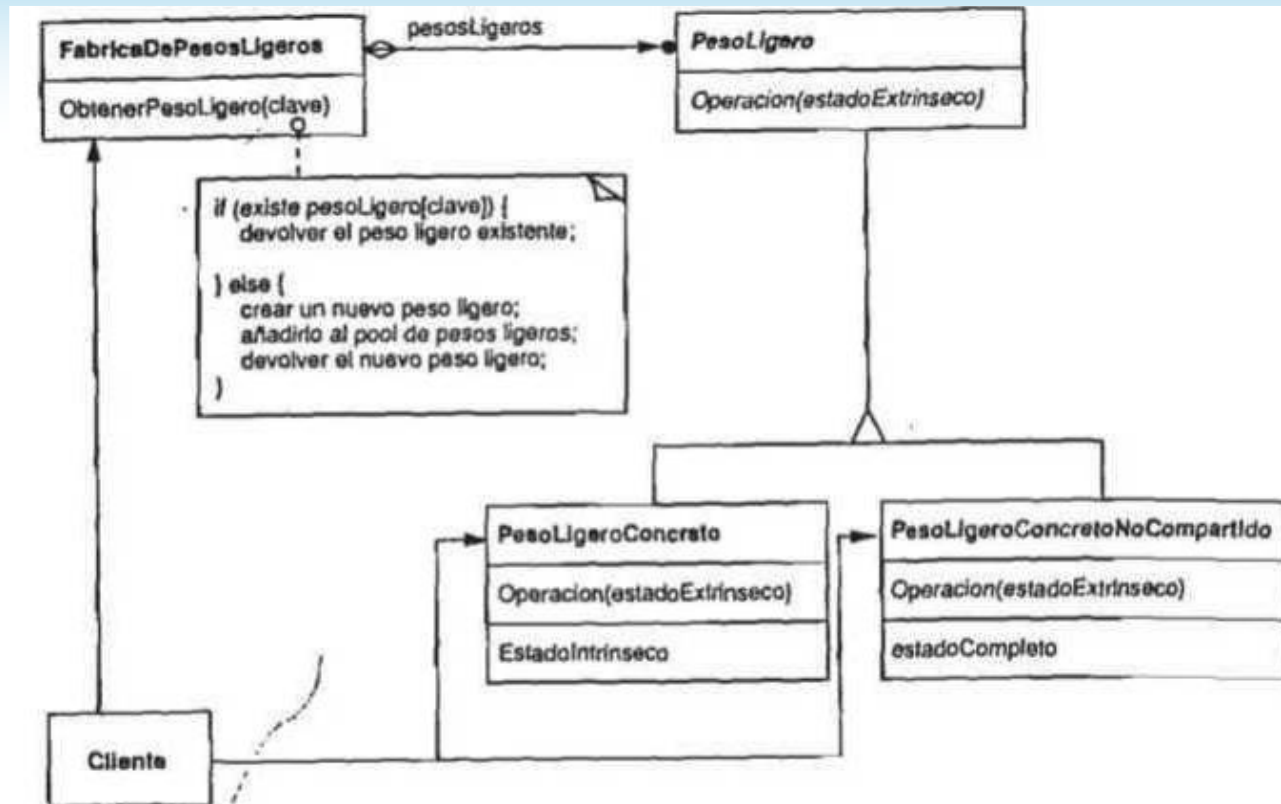 FabricaDePesosLigeros
ObtenerPesoLigero(clave)
pesosLigeros
PesoLigero
Operacion(estadoExtrinseco)
if (existe pesoLigero[clave]) {
devolver el peso ligero existente;
} else {
crear un nuevo peso ligero;
añadirlo al pool de pesos ligeros;
devolver el nuevo peso ligero;
}
PesoLigeroConcreto
Operacion(estadoExtrinseco)
EstadoIntrinseco
PesoLigeroConcretoNoCompartido
Operacion(estadoExtrinseco)
estadoCompleto
Cliente